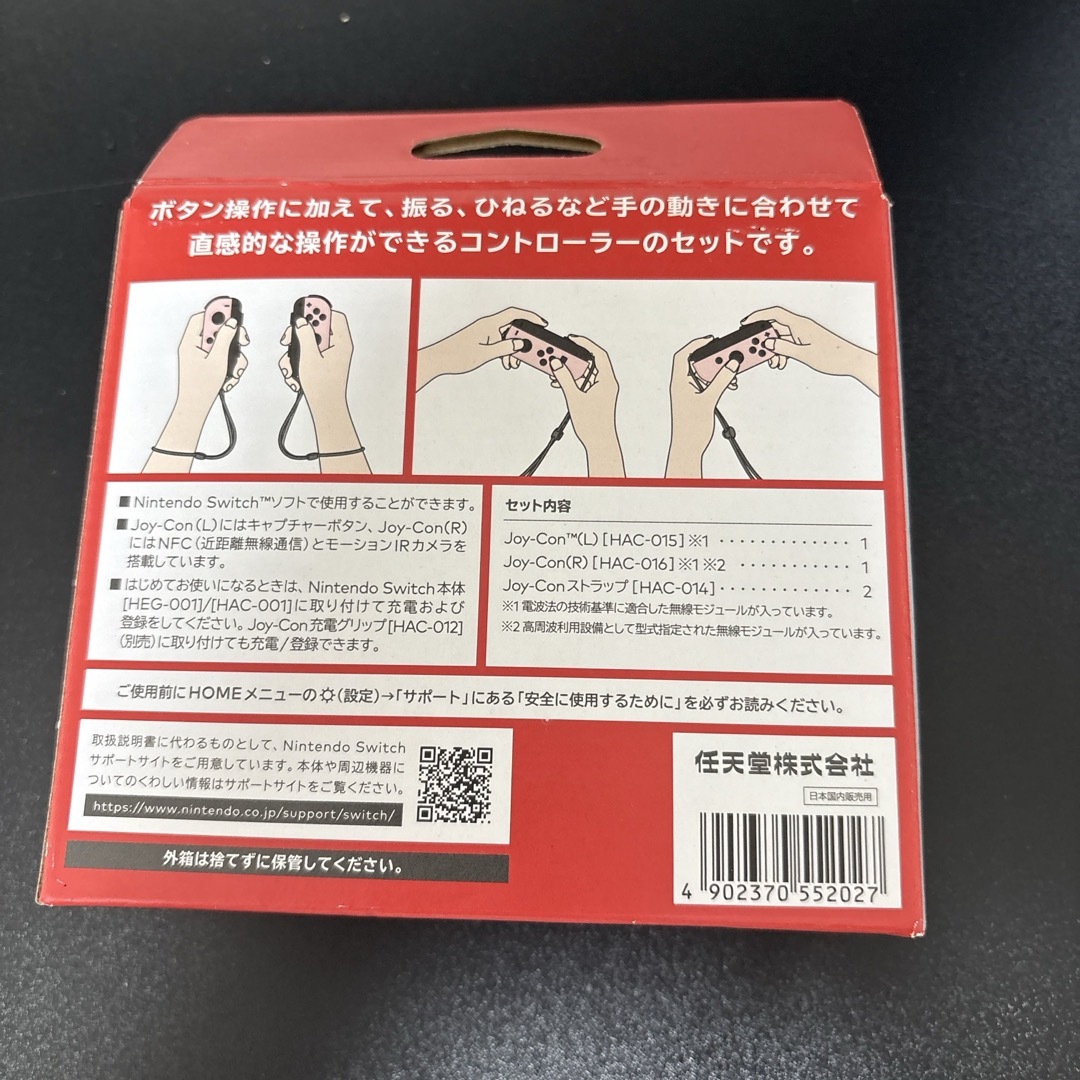 ボタン操作に加えて、振る、ひねるなど手の動きに合わせて
直感的な操作ができるコントローラーのセットです。
■Nintendo Switch™ソフトで使用することができます。
■Joy-Con(L)にはキャプチャーボタン、Joy-Con(R)
にはNFC(近距離無線通信)とモーションIRカメラを
搭載しています。
■はじめてお使いになるときは、Nintendo Switch本体
[HEG-001]/[HAC-001]に取り付けて充電および
登録をしてください。Joy-Con充電グリップ[HAC-012]
(別売)に取り付けても充電/登録できます。
セット内容
Joy-Con™(L)[HAC-015]※1 ・・・・・・・・・・・・・ 1
Joy-Con(R)[HAC-016]※1※2 ・・・・・・・・・・・ 1
Joy-Conストラップ[HAC-014]・・・・・・・・・・・・・ 2
※1 電波法の技術基準に適合した無線モジュールが入っています。
※2 高周波利用設備として型式指定された無線モジュールが入っています。
ご使用前にHOMEメニューの(設定)→「サポート」にある「安全に使用するために」を必ずお読みください。
取扱説明書に代わるものとして、Nintendo Switch
サポートサイトをご用意しています。本体や周辺機器に
ついてのくわしい情報はサポートサイトをご覧ください。
https://www.nintendo.co.jp/support/switch/
外箱は捨てずに保管してください。
任天堂株式会社
日本国内販売用
4 902370 552027